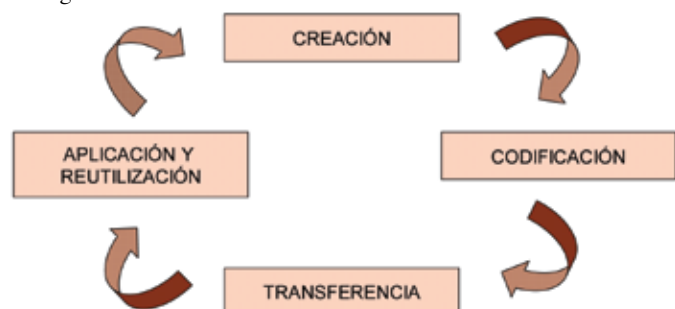 CREACIÓN
APLICACIÓN Y
REUTILIZACIÓN
CODIFICACIÓN
TRANSFERENCIA